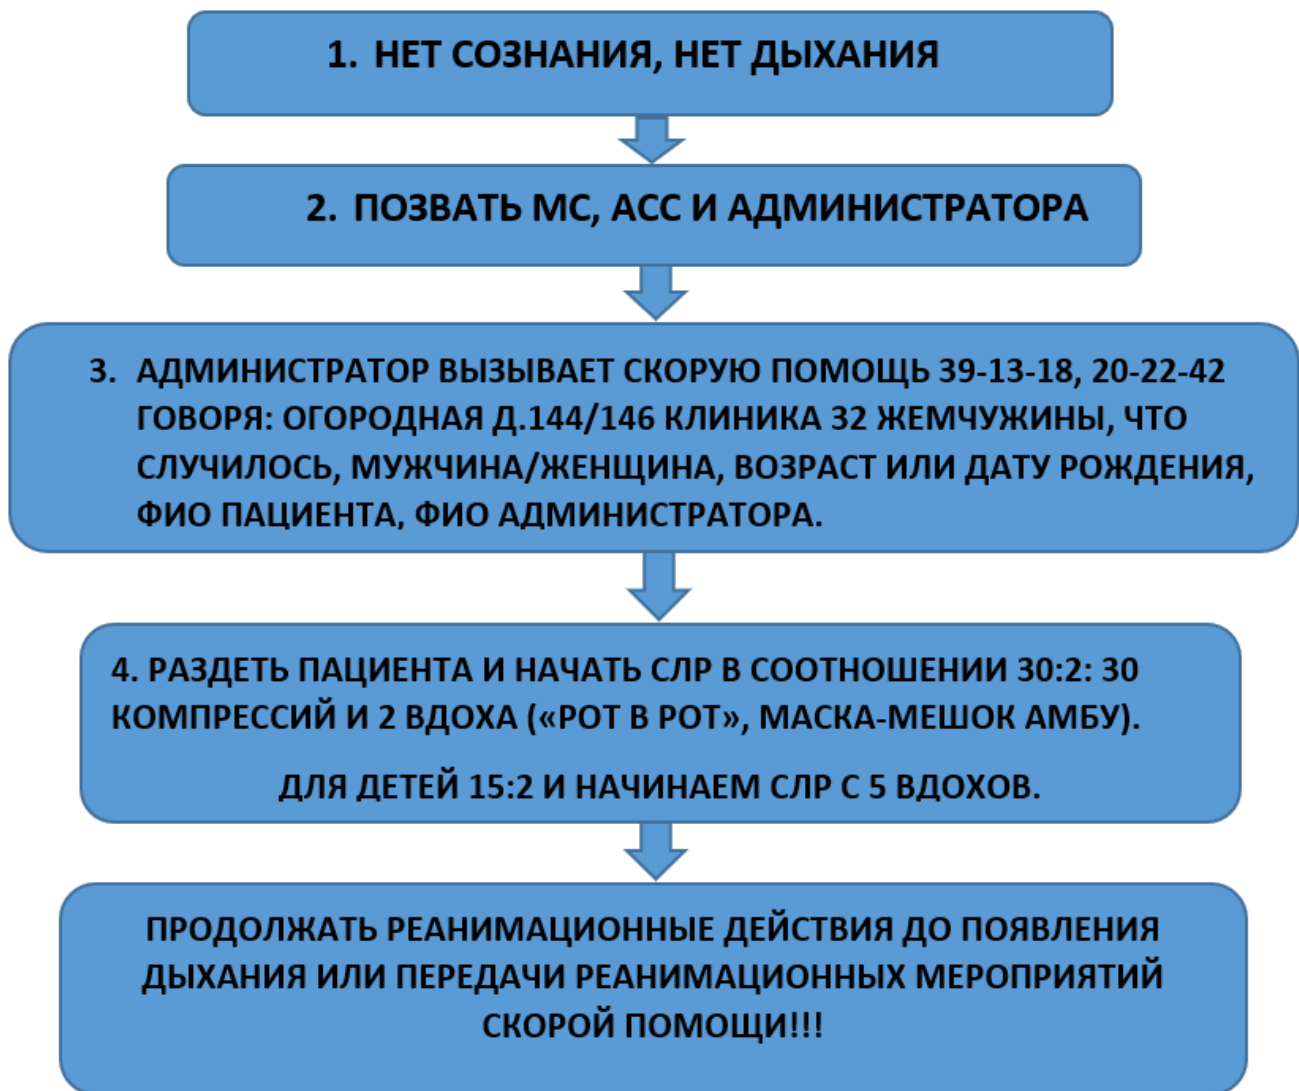 1. НЕТ СОЗНАНИЯ, НЕТ ДЫХАНИЯ
2. ПОЗВАТЬ МС, АСС И АДМИНИСТРАТОРА
3. АДМИНИСТРАТОР ВЫЗЫВАЕТ СКОРУЮ ПОМОЩЬ 39-13-18, 20-22-42
ГОВОРЯ: ОГОРОДНАЯ Д.144/146 КЛИНИКА 32 ЖЕМЧУЖИНЫ, ЧТО
СЛУЧИЛОСЬ, МУЖЧИНА/ЖЕНЩИНА, ВОЗРАСТ ИЛИ ДАТУ РОЖДЕНИЯ,
ФИО ПАЦИЕНТА, ФИО АДМИНИСТРАТОРА.
4. РАЗДЕТЬ ПАЦИЕНТА И НАЧАТЬ СЛР В СООТНОШЕНИИ 30:2: 30
КОМПРЕССИЙ И 2 ВДОХА («РОТ В РОТ», МАСКА-МЕШОК АМБУ).
ДЛЯ ДЕТЕЙ 15:2 И НАЧИНАЕМ СЛР С 5 ВДОХОВ.
ПРОДОЛЖАТЬ РЕАНИМАЦИОННЫЕ ДЕЙСТВИЯ ДО ПОЯВЛЕНИЯ
ДЫХАНИЯ ИЛИ ПЕРЕДАЧИ РЕАНИМАЦИОННЫХ МЕРОПРИЯТИЙ
СКОРОЙ ПОМОЩИ!!!